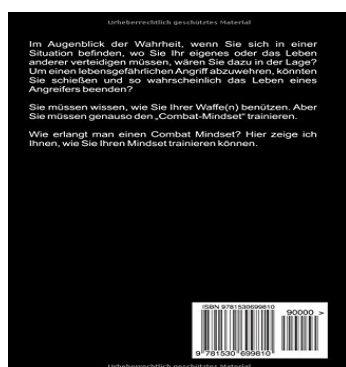 Urheberrechtlich geschütztes Material
Im Augenblick der Wahrheit, wenn Sie sich in einer
Situation befinden, wo Sie Ihr eigenes oder das Leben
anderer verteidigen müssen, wären Sie dazu in der Lage?
Um einen lebensgefährlichen Angriff abzuwehren, könnten
Sie schießen und so wahrscheinlich das Leben eines
Angreifers beenden?
Sie müssen wissen, wie Sie Ihrer Waffe(n) benützen. Aber
Sie müssen genauso den „Combat-Mindset" trainieren.
Wie erlangt man einen Combat Mindset? Hier zeige ich
Ihnen, wie Sie Ihren Mindset trainieren können.
ISBN 9781530699810
90000 >
9 781530 699810
Urheberrechtlich geschütztes Material